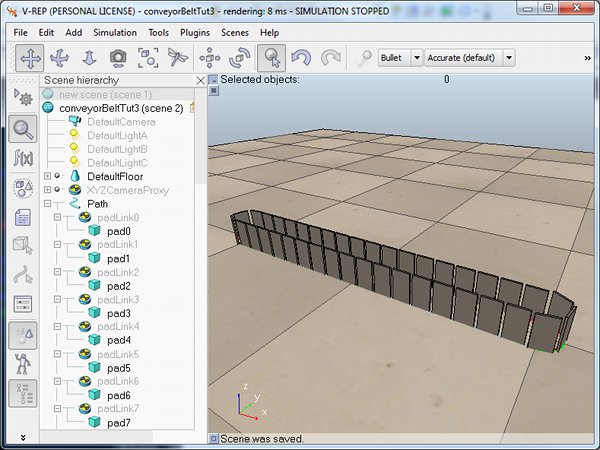 V-REP (PERSONAL LICENSE) - conveyorBeltTut3 - rendering: 8 ms - SIMULATION STOPPED
File Edit Add Simulation Tools Plugins Scenes Help
Bullet Accurate (default) »
Scene hierarchy
Selected objects: 0
new scene (scene 1)
conveyorBeltTut3 (scene 2)
DefaultCamera
DefaultLightA
DefaultLightB
DefaultLightC
DefaultFloor
XYZCameraProxy
Path
padLink0
pad0
padLink1
pad1
padLink2
pad2
padLink3
pad3
padLink4
pad4
padLink5
pad5
padLink6
pad6
padLink7
pad7
f(x)
z
y
x
Scene was saved.